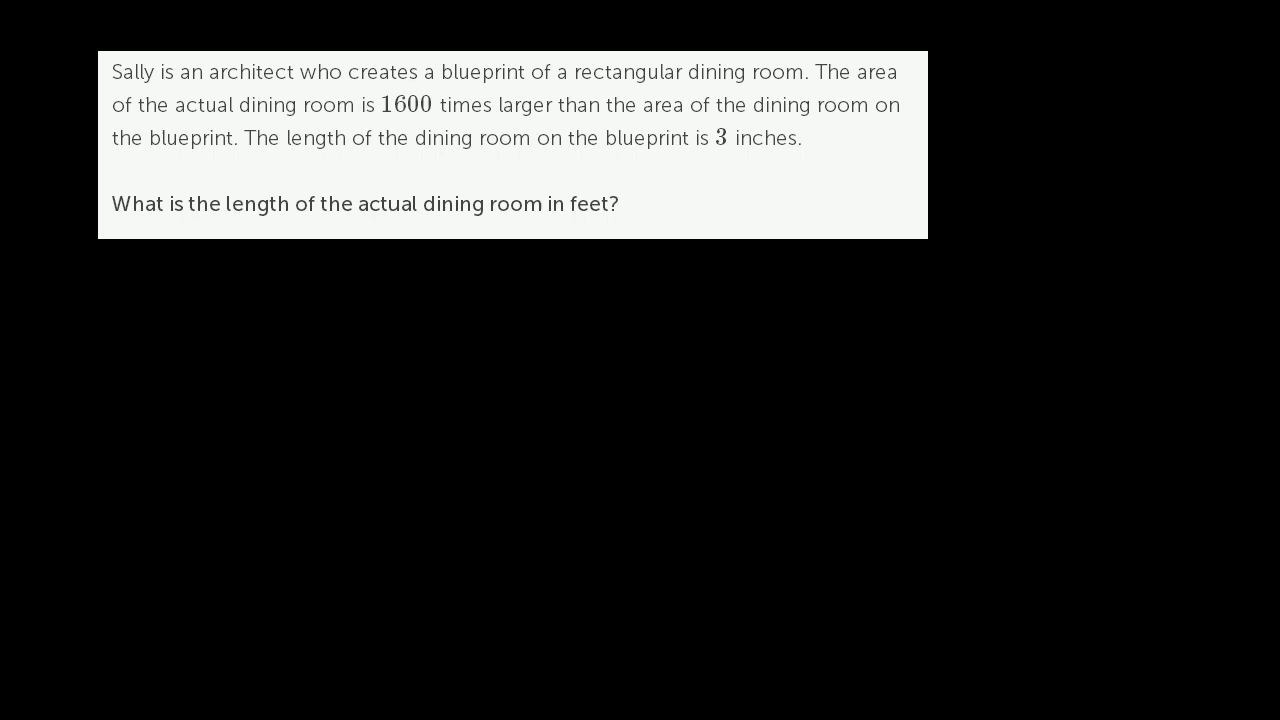 Sally is an architect who creates a blueprint of a rectangular dining room. The area
of the actual dining room is 1600 times larger than the area of the dining room on
the blueprint. The length of the dining room on the blueprint is 3 inches.
What is the length of the actual dining room in feet?